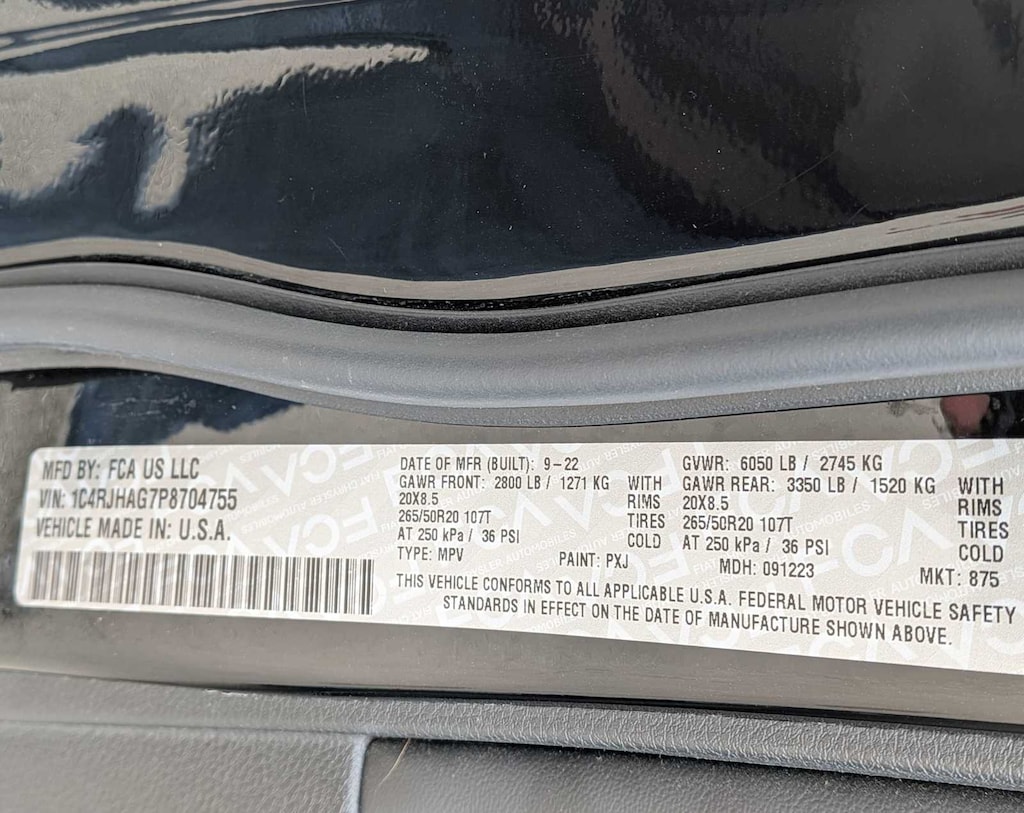 MFD BY: FCA US LLC
VIN: 1C4RJHAG7P8704755
VEHICLE MADE IN: U.S.A.
DATE OF MFR (BUILT): 9-22
GAWR FRONT: 2800 LB / 1271 KG WITH
20X8.5 RIMS
265/50R20 107T TIRES
AT 250 kPa / 36 PSI COLD
TYPE: MPV
PAINT: PXJ
GVWR: 6050 LB / 2745 KG
GAWR REAR: 3350 LB / 1520 KG WITH
20X8.5 RIMS
265/50R20 107T TIRES
AT 250 kPa / 36 PSI COLD
MDH: 091223 MKT: 875
THIS VEHICLE CONFORMS TO ALL APPLICABLE U.S.A. FEDERAL MOTOR VEHICLE SAFETY
STANDARDS IN EFFECT ON THE DATE OF MANUFACTURE SHOWN ABOVE.